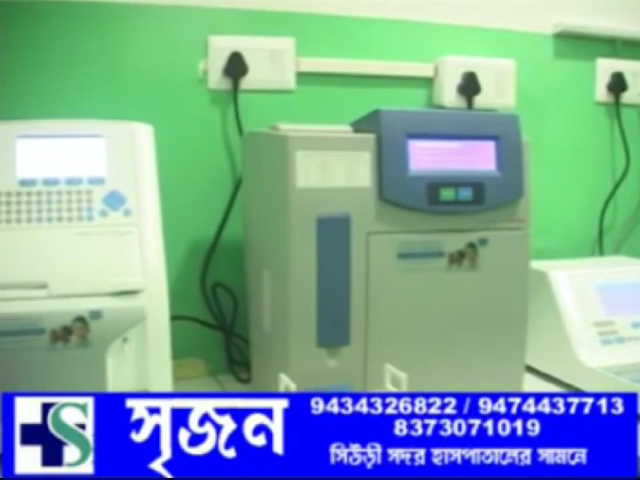 S
সৃজন
9434326822 / 9474437713
8373071019
সিউড়ী সদর হাসপাতালের সামনে